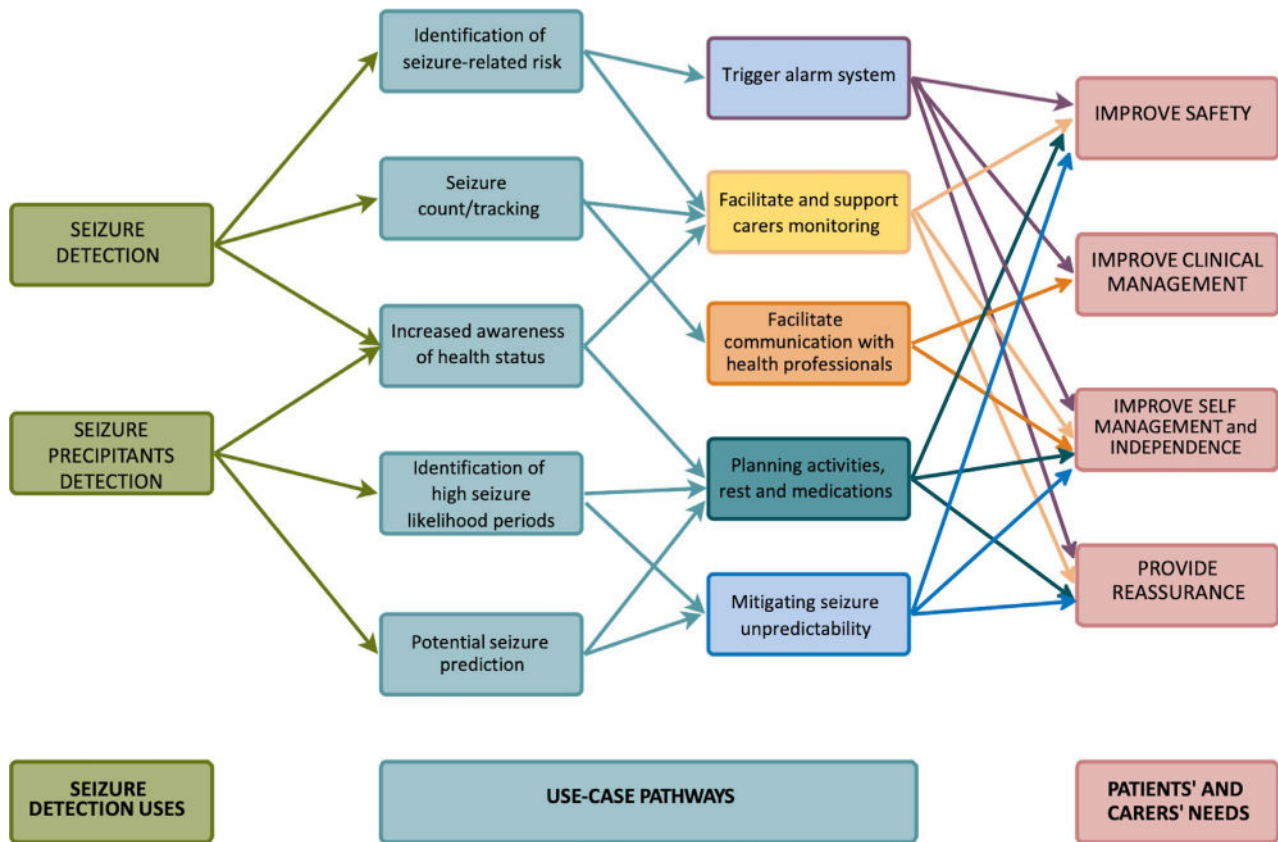 SEIZURE
DETECTION
SEIZURE
PRECIPITANTS
DETECTION
Identification of
seizure-related risk
Seizure
count/tracking
Increased awareness
of health status
Identification of
high seizure
likelihood periods
Potential seizure
prediction
Trigger alarm system
Facilitate and support
carers monitoring
Facilitate
communication with
health professionals
Planning activities,
rest and medications
Mitigating seizure
unpredictability
IMPROVE SAFETY
IMPROVE CLINICAL
MANAGEMENT
IMPROVE SELF
MANAGEMENT and
INDEPENDENCE
PROVIDE
REASSURANCE
SEIZURE
DETECTION USES
USE-CASE PATHWAYS
PATIENTS' AND
CARERS' NEEDS